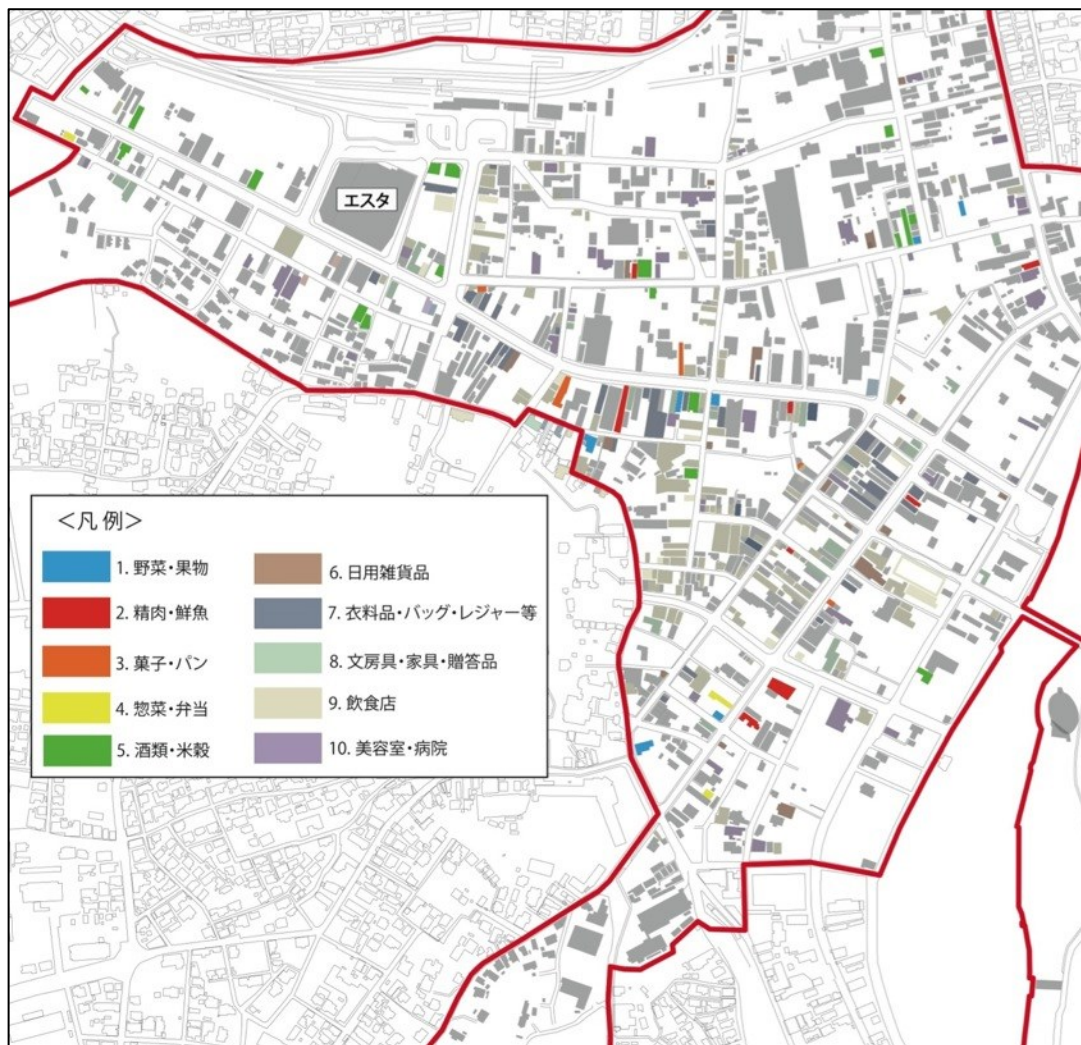 エスタ
＜凡 例＞
1. 野菜・果物
2. 精肉・鮮魚
3. 菓子・パン
4. 惣菜・弁当
5. 酒類・米穀
6. 日用雑貨品
7. 衣料品・バッグ・レジャー等
8. 文房具・家具・贈答品
9. 飲食店
10. 美容室・病院